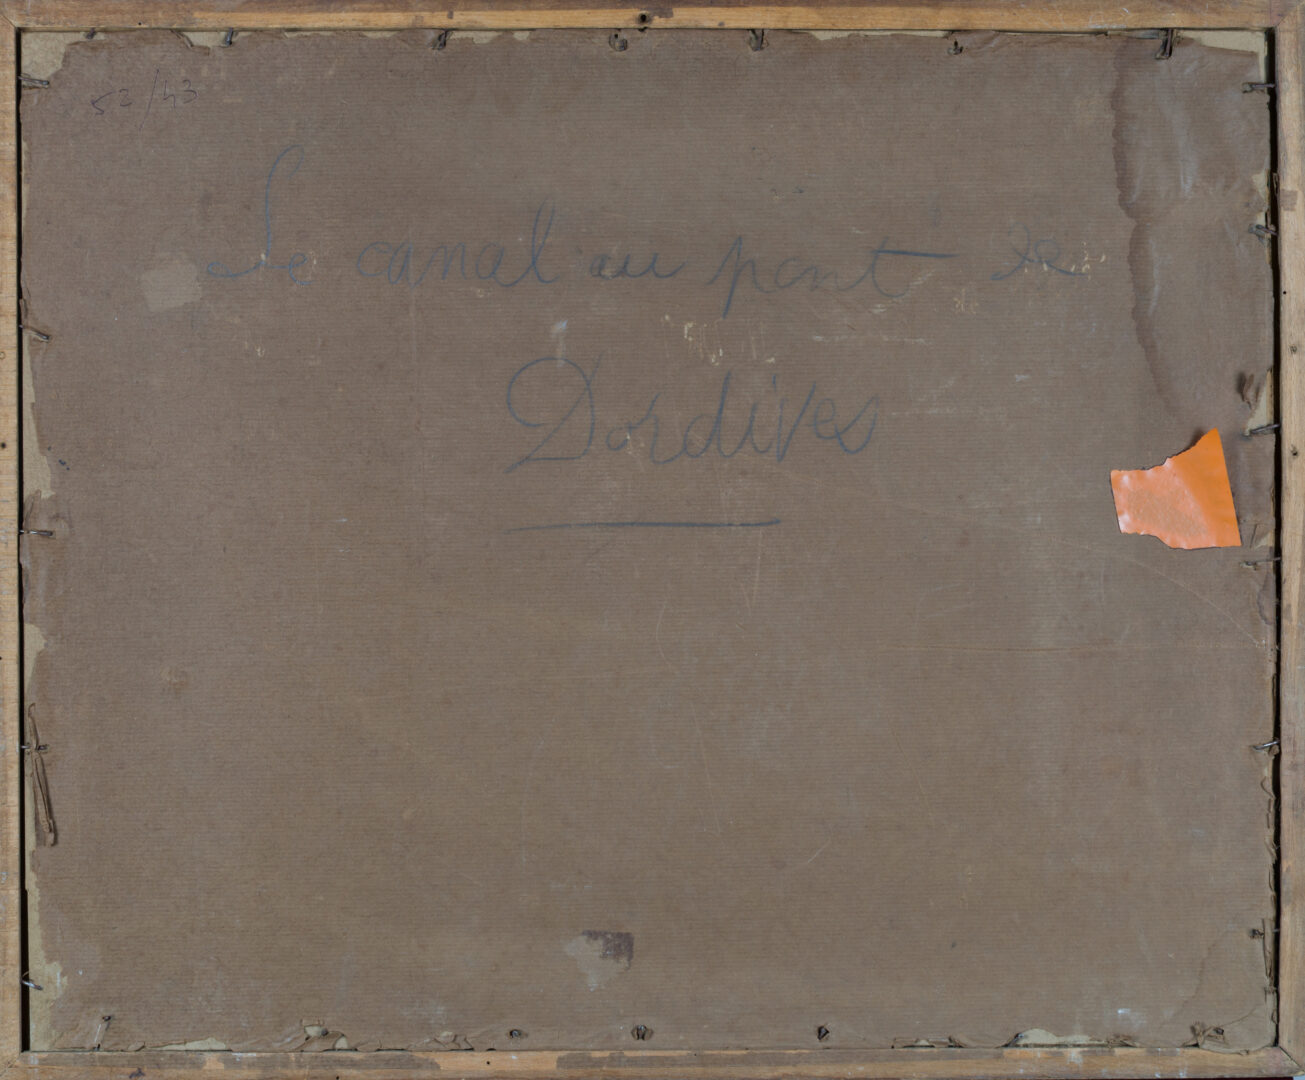 52/43
Le canal au pont de
Dordives